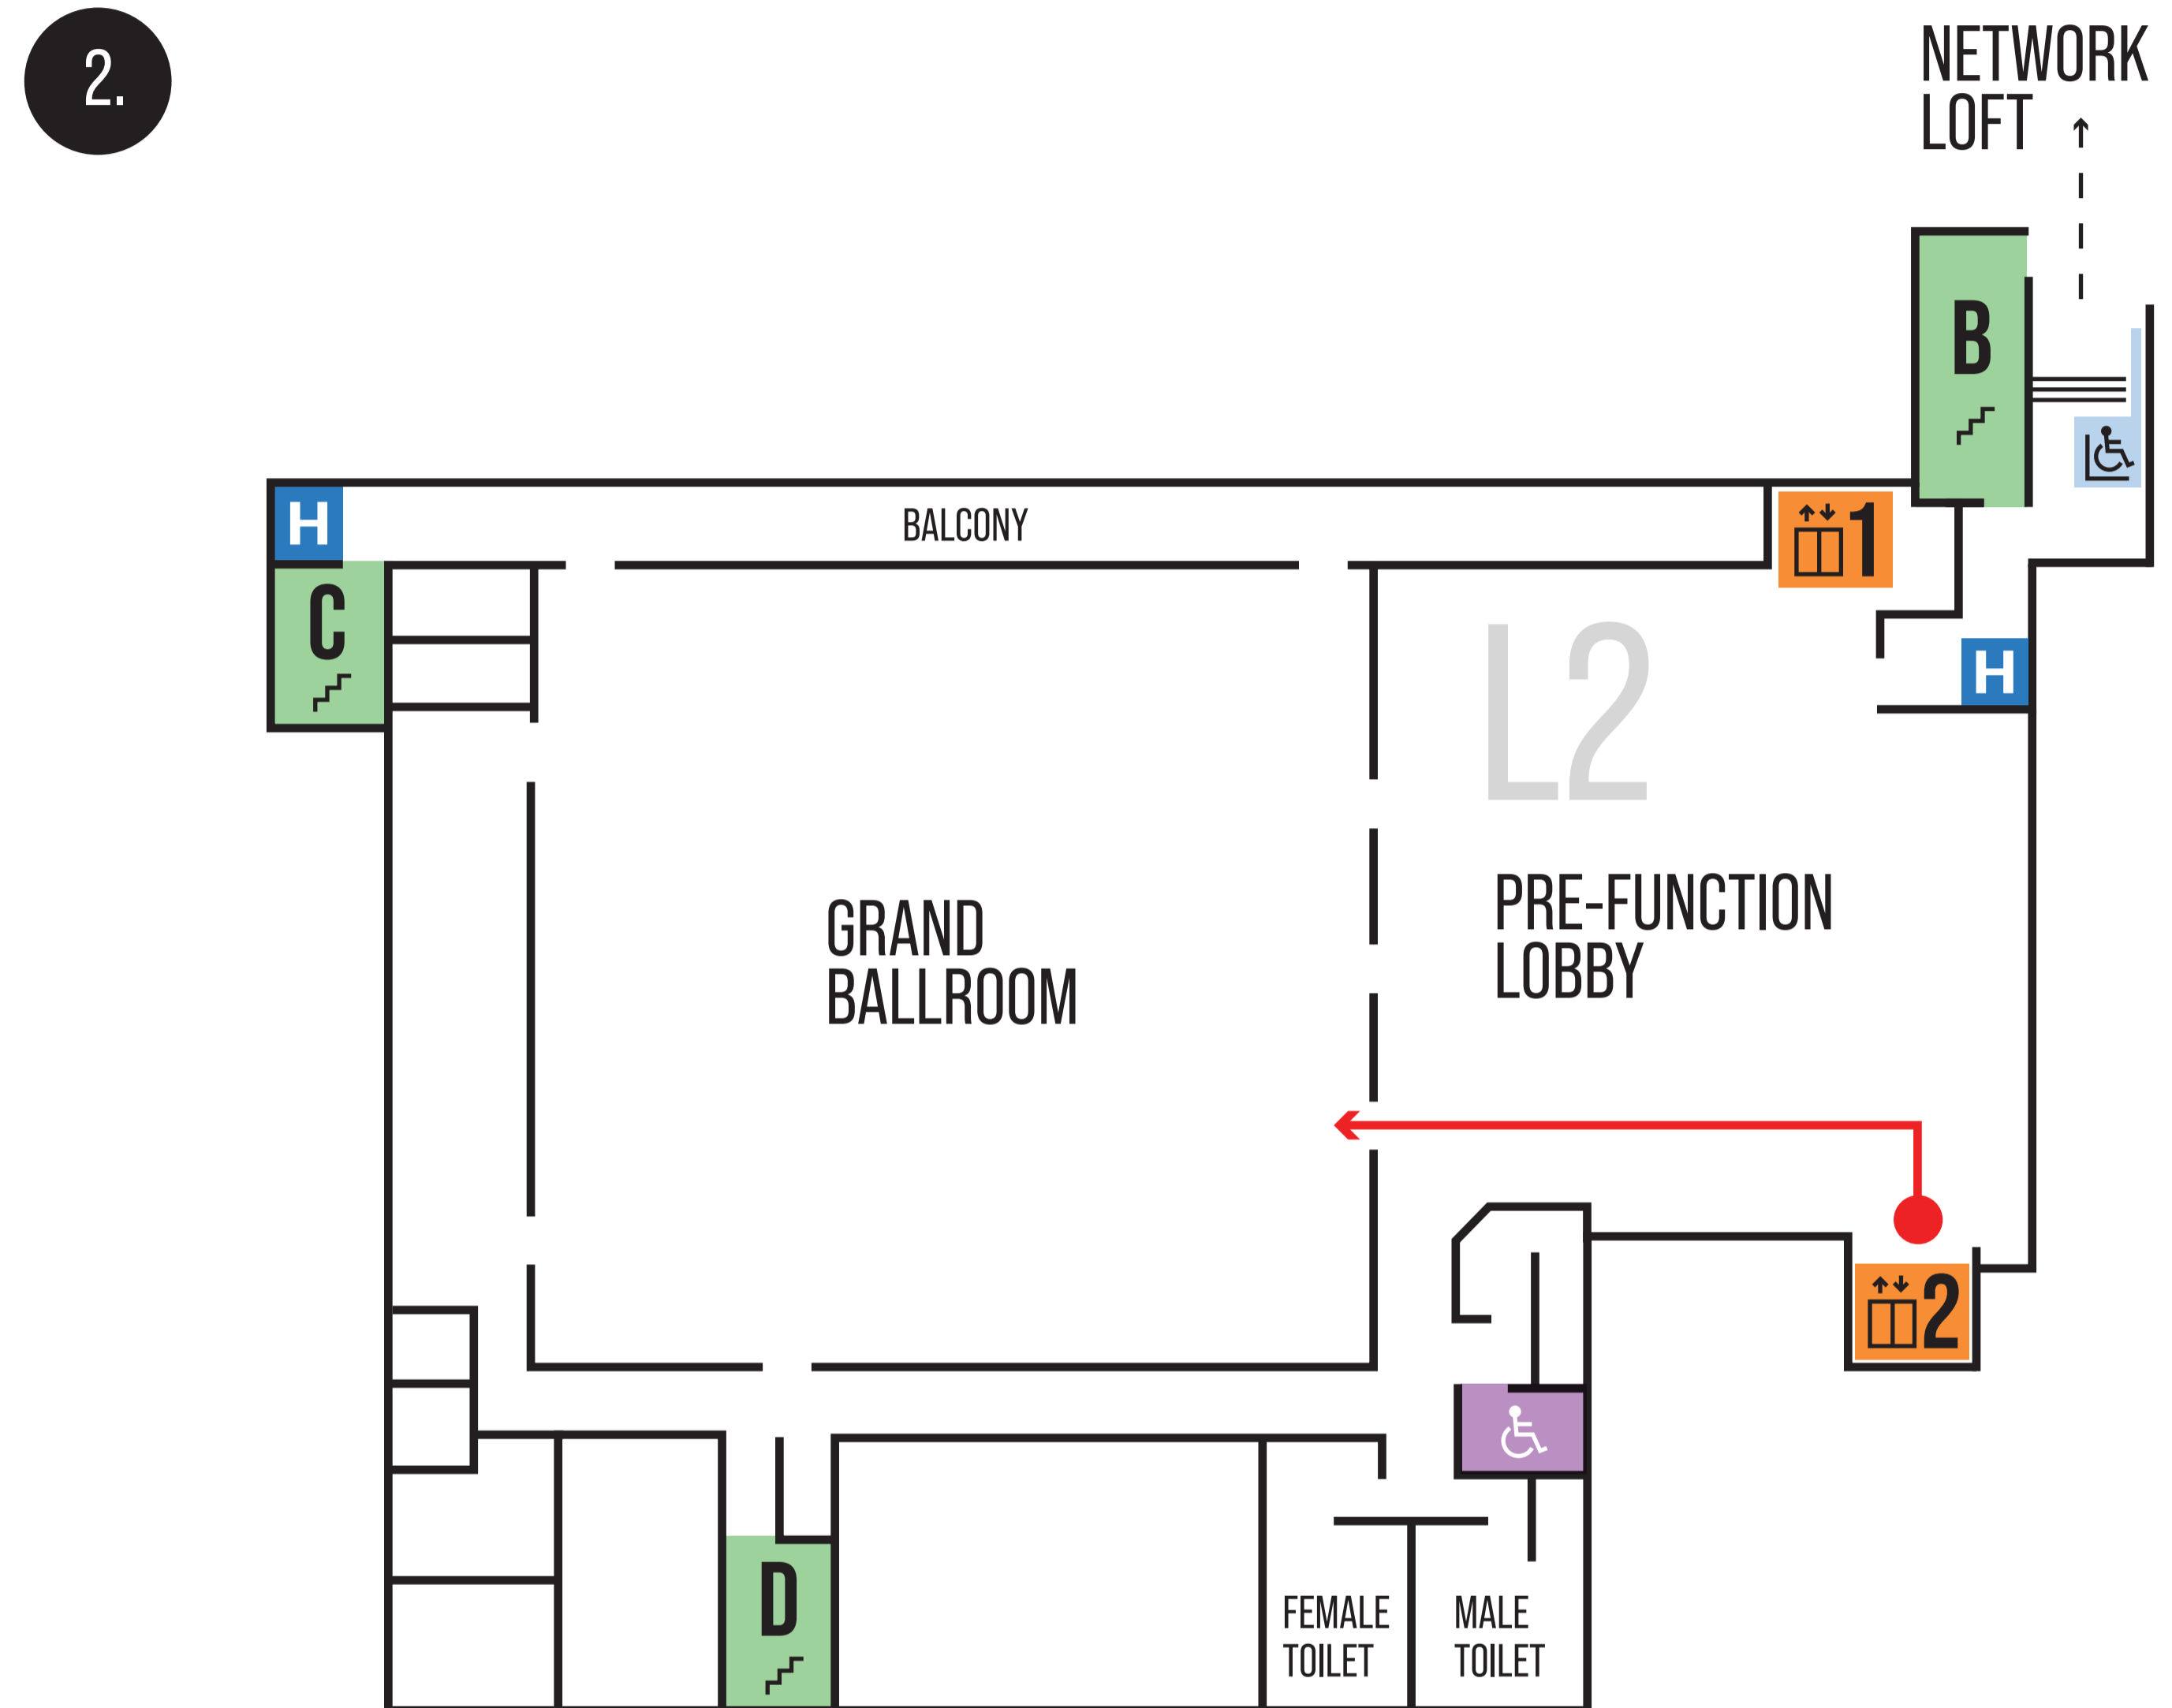 2.
NETWORK
LOFT
B
H
BALCONY
1
C
L2
H
PRE-FUNCTION
LOBBY
GRAND
BALLROOM
2
D
FEMALE
TOILET
MALE
TOILET